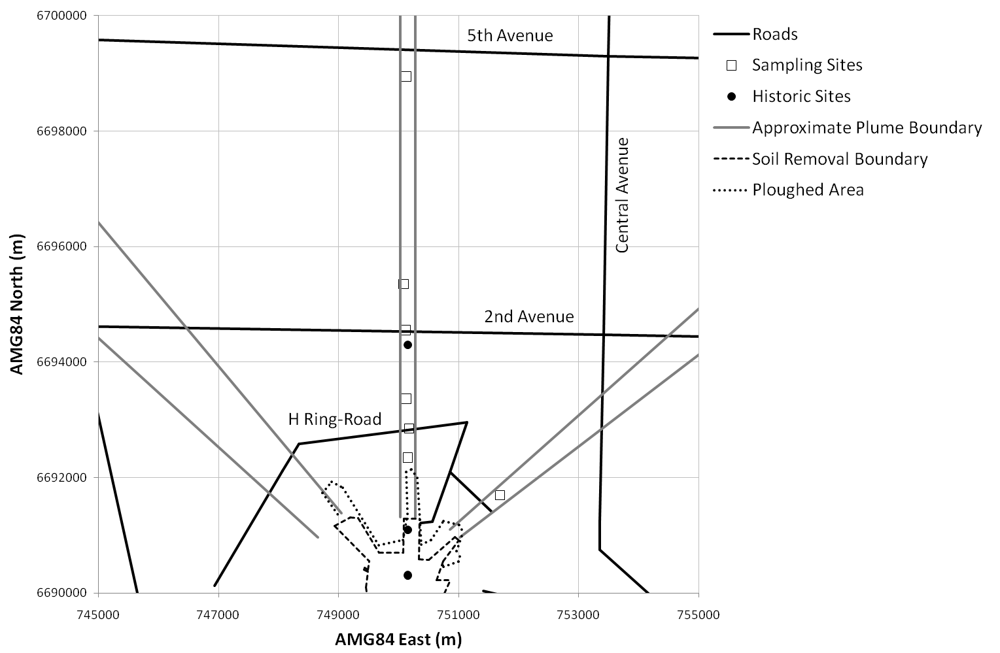 6700000
5th Avenue
Roads
Sampling Sites
Historic Sites
6698000
Approximate Plume Boundary
Soil Removal Boundary
Ploughed Area
Central Avenue
6696000
AMG84 North (m)
2nd Avenue
6694000
H Ring-Road
6692000
6690000
745000 747000 749000 751000 753000 755000
AMG84 East (m)